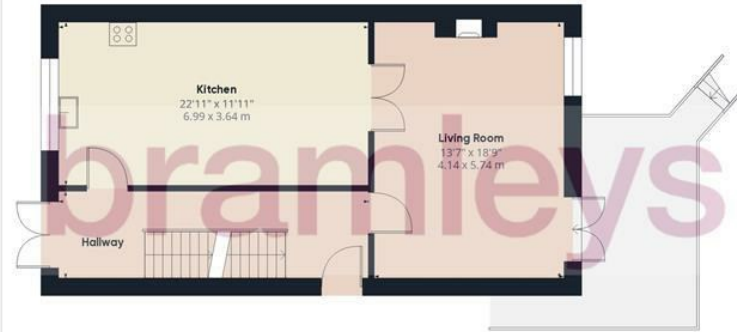 Kitchen
22'11" x 11'11"
6.99 x 3.64 m
Living Room
13'7" x 18'9"
4.14 x 5.74 m
bramleys
Hallway